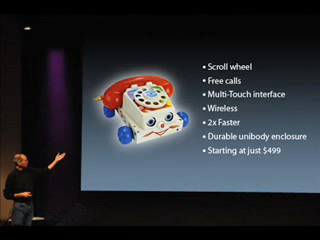 • Scroll wheel
• Free calls
• Multi-Touch interface
• Wireless
• 2x Faster
• Durable unibody enclosure
• Starting at just $499